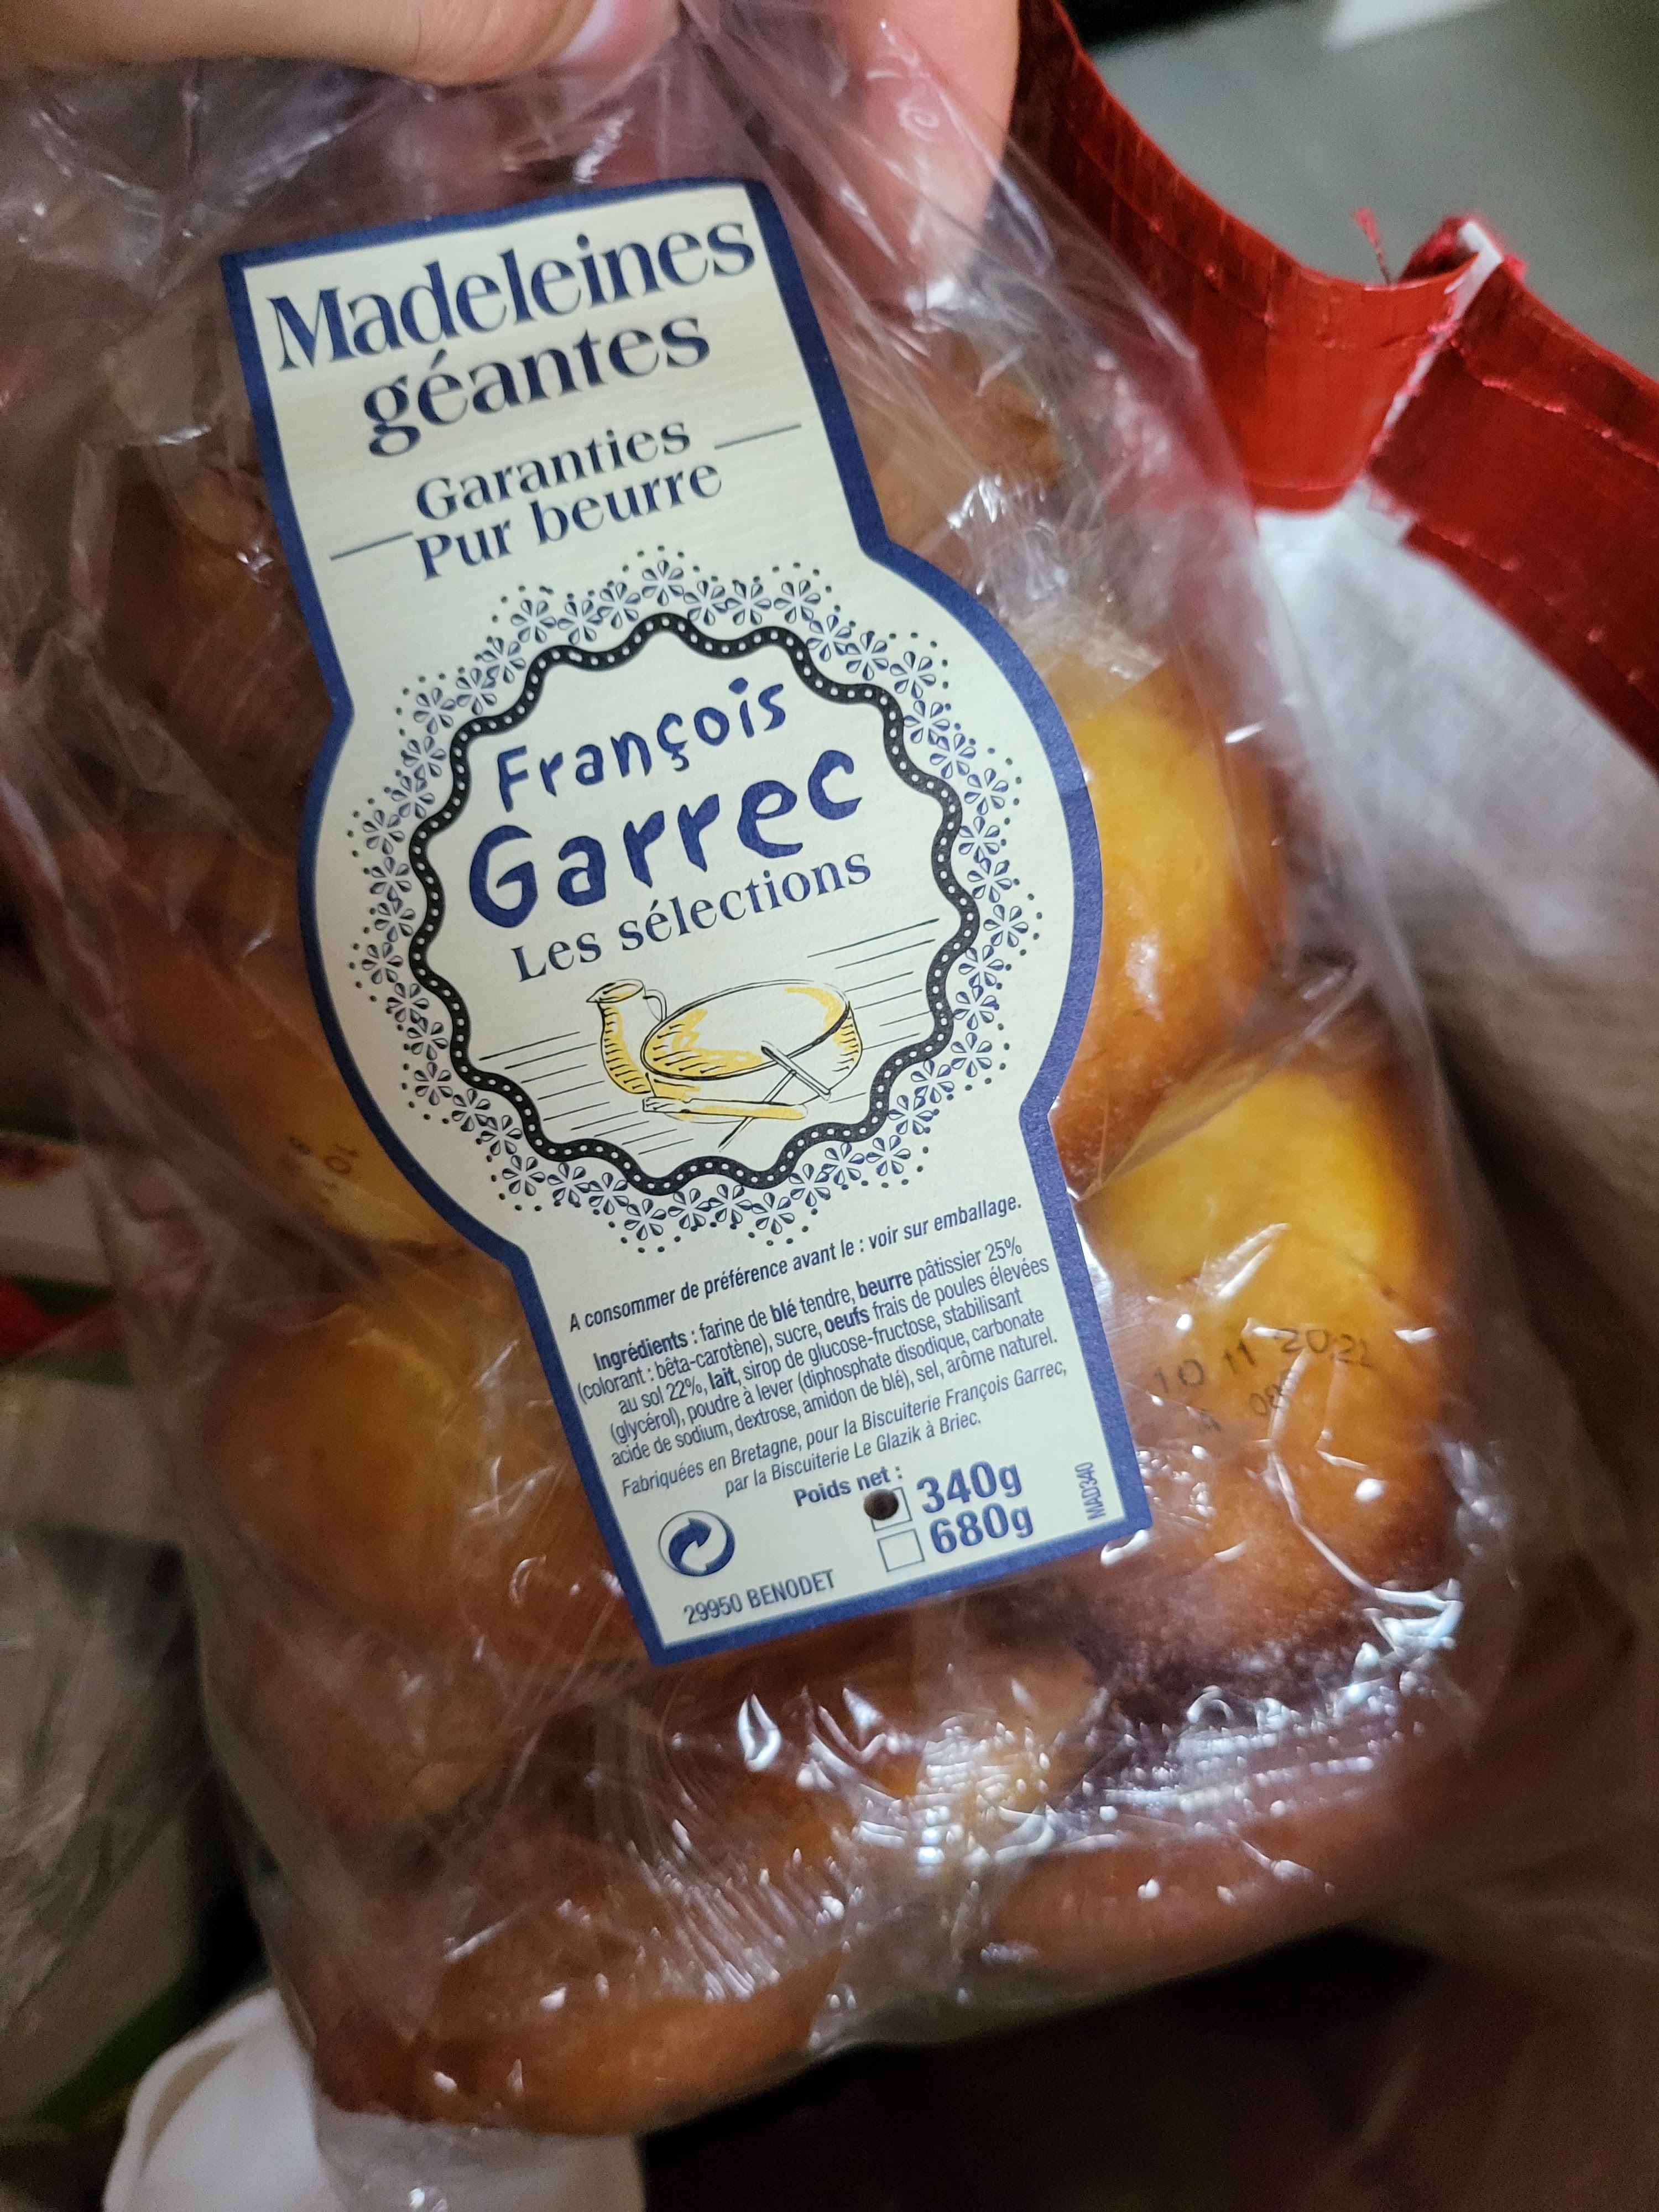 Madeleines
géantes
Garanties
Pur beurre
François
Garrec
Les sélections
A consommer de préférence avant le : voir sur emballage.
Ingrédients : farine de blé tendre, beurre pâtissier 25%
(colorant : bêta-carotène), sucre, oeufs frais de poules élevées
au sol 22%, lait, sirop de glucose-fructose, stabilisant
(glycérol), poudre à lever (diphosphate disodique, carbonate
acide de sodium, dextrose, amidon de blé), sel, arôme naturel.
Fabriquées en Bretagne, pour la Biscuiterie François Garrec,
par la Biscuiterie Le Glazik à Briec.
Poids net :
340g
680g
MAD340
29950 BENODET
10 11 2022